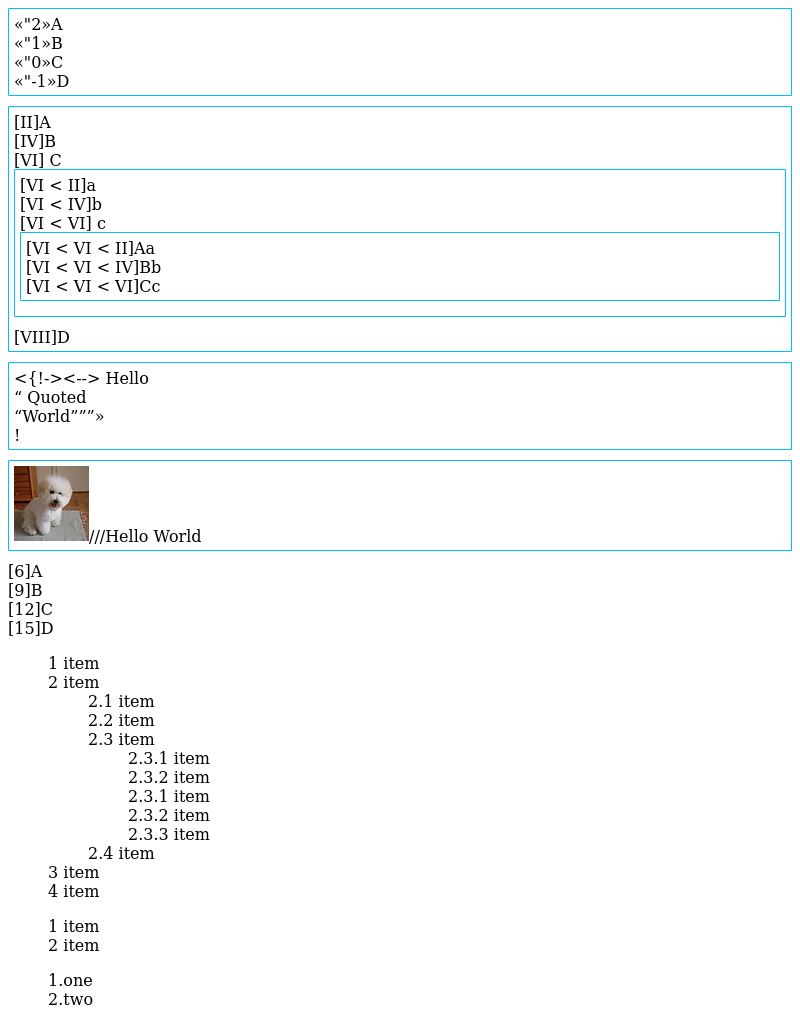 «"2»A
«"1»B
«"0»C
«"-1»D
[II]A
[IV]B
[VI] C
[VI < II]a
[VI < IV]b
[VI < VI] c
[VI < VI < II]Aa
[VI < VI < IV]Bb
[VI < VI < VI]Cc
[VIII]D
<{!-><--> Hello
“ Quoted
“World”””»
!
///Hello World
[6]A
[9]B
[12]C
[15]D
1 item
2 item
2.1 item
2.2 item
2.3 item
2.3.1 item
2.3.2 item
2.3.1 item
2.3.2 item
2.3.3 item
2.4 item
3 item
4 item
1 item
2 item
1.one
2.two